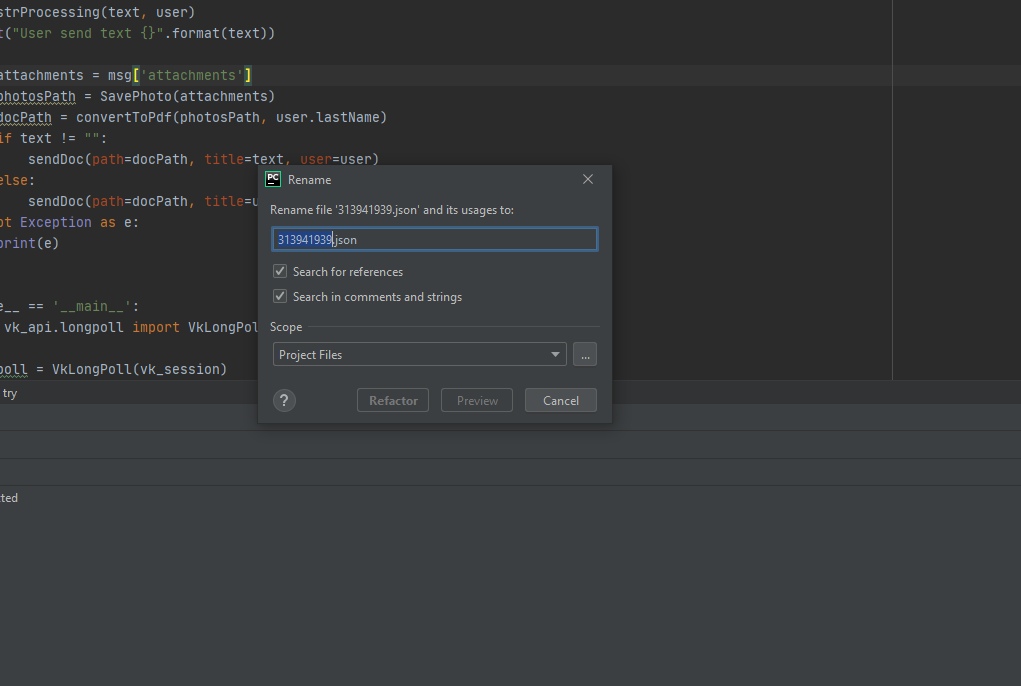 strProcessing(text, user)
t("User send text {}".format(text))
attachments = msg['attachments']
photosPath = SavePhoto(attachments)
docPath = convertToPdf(photosPath, user.lastName)
if text != "":
sendDoc(path=docPath, title=text, user=user)
else:
sendDoc(path=docPath, title=u
pt Exception as e:
print(e)
e__ == '__main__':
vk_api.longpoll import VkLongPol
poll = VkLongPoll(vk_session)
try
ted
PC Rename
Rename file '313941939.json' and its usages to:
313941939.json
Search for references
Search in comments and strings
Scope
Project Files
...
? Refactor Preview Cancel